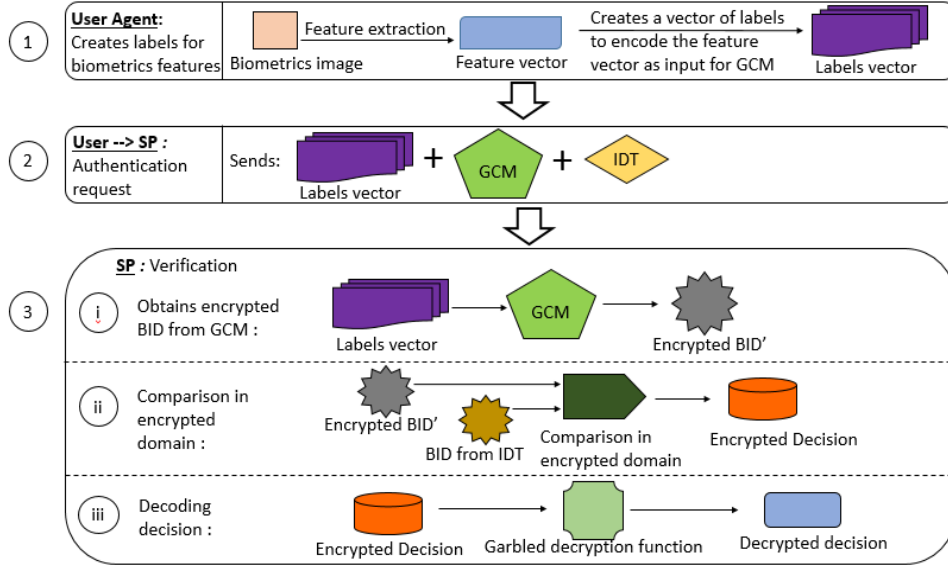 1
User Agent:
Creates labels for
biometrics features
Biometrics image
Feature extraction
Feature vector
Creates a vector of labels
to encode the feature
vector as input for GCM
Labels vector
2
User --> SP :
Authentication
request
Sends:
Labels vector
+
GCM
+
IDT
3
SP : Verification
i
Obtains encrypted
BID from GCM :
Labels vector
GCM
Encrypted BID'
ii
Comparison in
encrypted
domain :
Encrypted BID'
BID from IDT
Comparison in
encrypted domain
Encrypted Decision
iii
Decoding
decision :
Encrypted Decision
Garbled decryption function
Decrypted decision